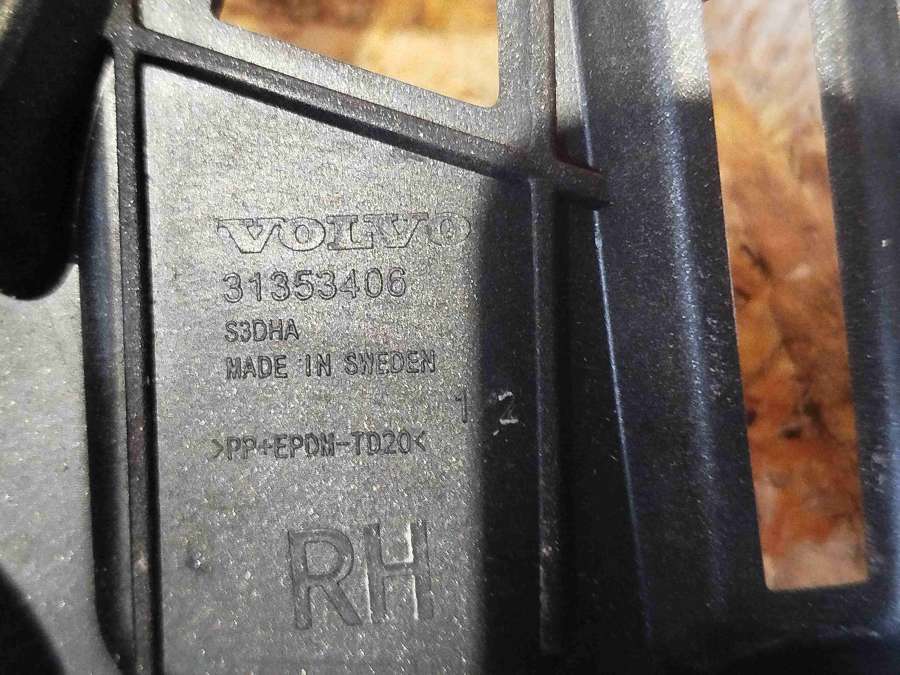 VOLVO
31353406
S3DHA
MADE IN SWEDEN
1 2
>PP+EPDM-TD20<
RH